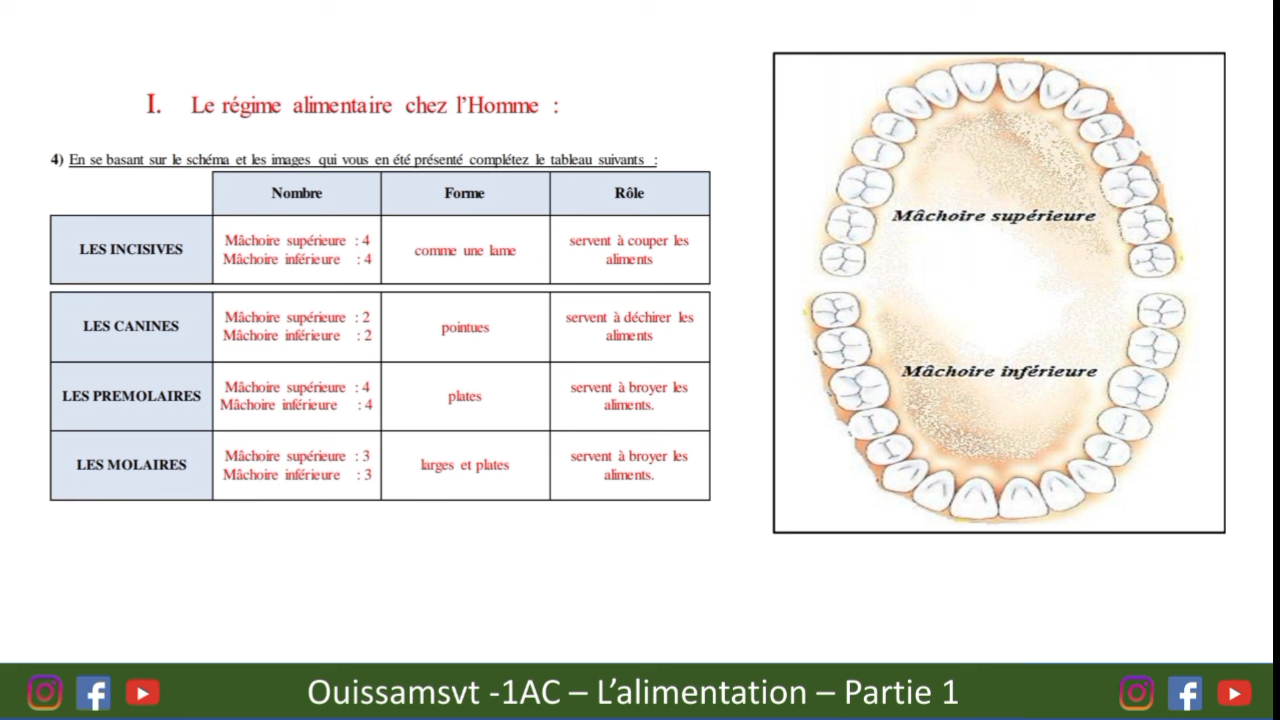 I. Le régime alimentaire chez l’Homme :
4) En se basant sur le schéma et les images qui vous en été présenté complétez le tableau suivants :
Nombre Forme Rôle
LES INCISIVES
Mâchoire supérieure : 4
Mâchoire inférieure : 4
comme une lame
servent à couper les
aliments
LES CANINES
Mâchoire supérieure : 2
Mâchoire inférieure : 2
pointues
servent à déchirer les
aliments
LES PREMOLAIRES
Mâchoire supérieure : 4
Mâchoire inférieure : 4
plates
servent à broyer les
aliments.
LES MOLAIRES
Mâchoire supérieure : 3
Mâchoire inférieure : 3
larges et plates
servent à broyer les
aliments.
Mâchoire supérieure
Mâchoire inférieure
Ouissamsvt -1AC – L’alimentation – Partie 1